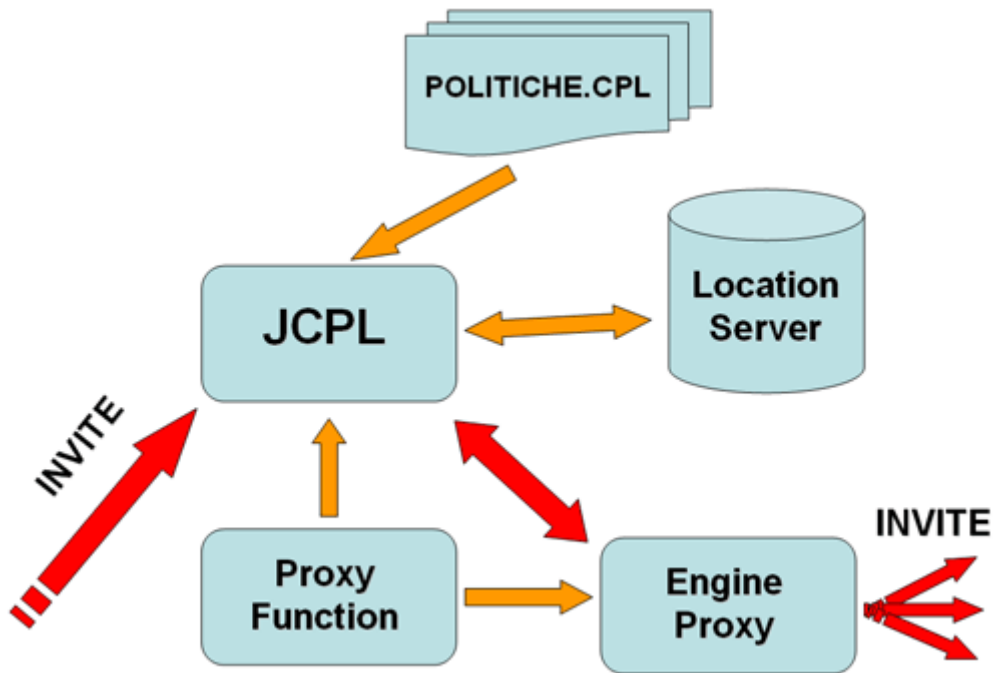 POLITICHE.CPL
JCPL
Location
Server
INVITE
Proxy
Function
Engine
Proxy
INVITE